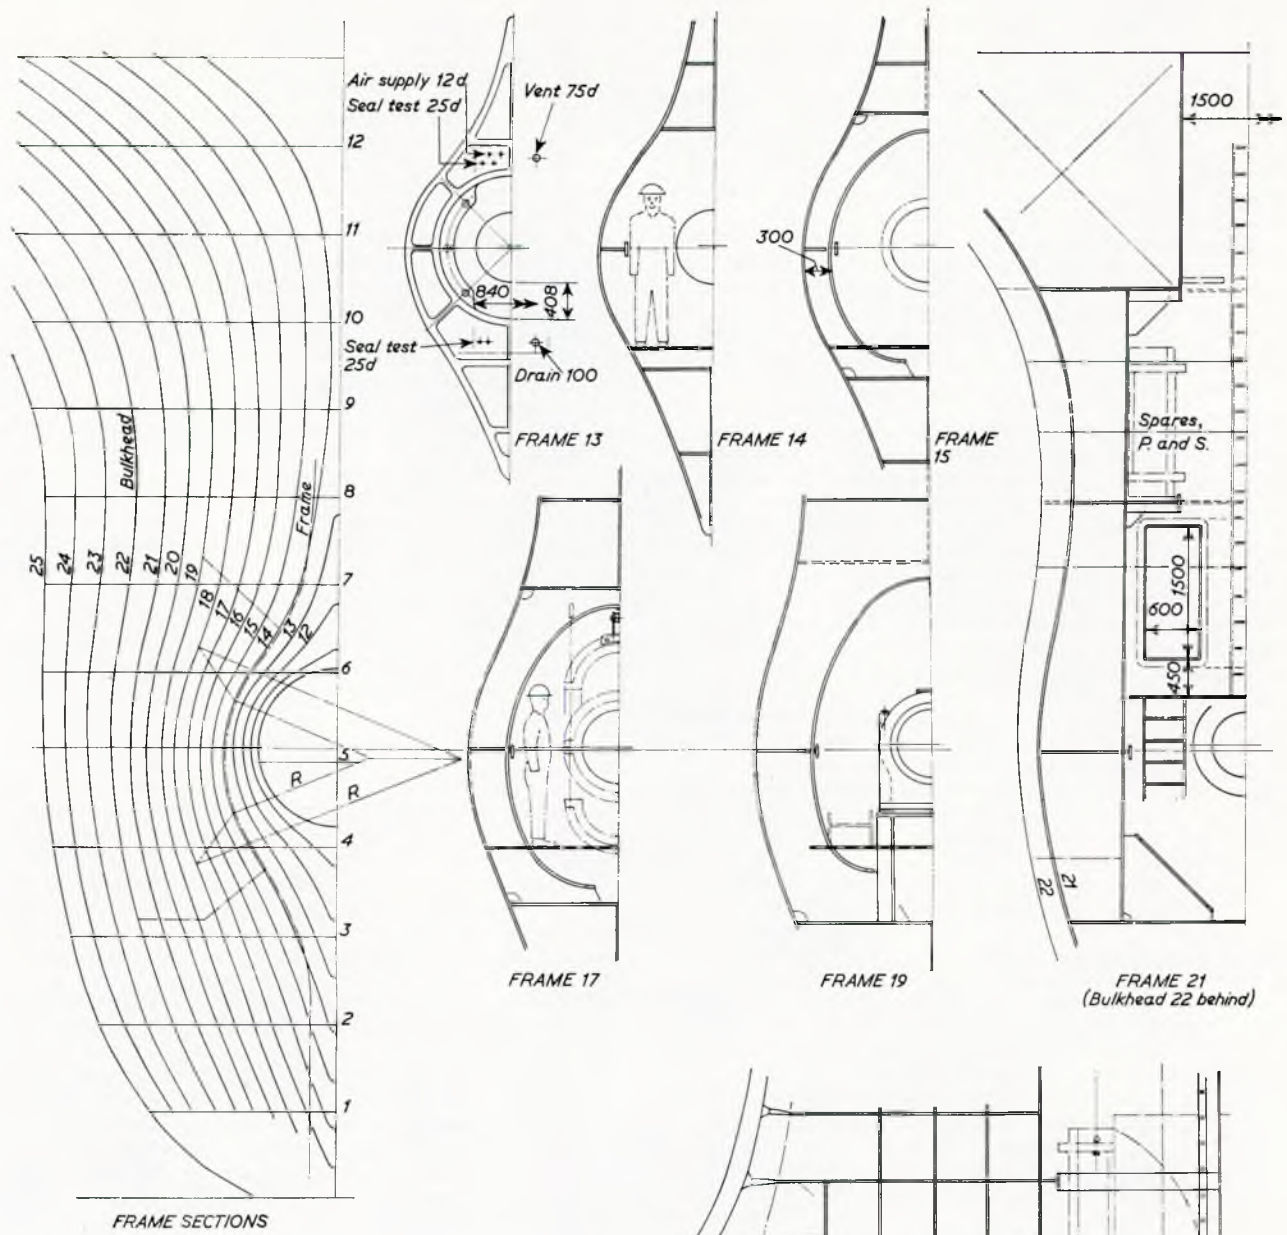 Air supply 12d
Seal test 25d
Vent 75d
1500
12
11
300
840
408
10
Seal test
25d
Drain 100
9
FRAME 13
FRAME 14
FRAME
15
Spares,
P. and S.
Bulkhead
8
Frame
25
24
23
22
21
20
19
18
17
16
15
14
13
12
7
1500
600
450
6
5
R
R
4
22
21
3
FRAME 17
FRAME 19
FRAME 21
(Bulkhead 22 behind)
2
1
FRAME SECTIONS